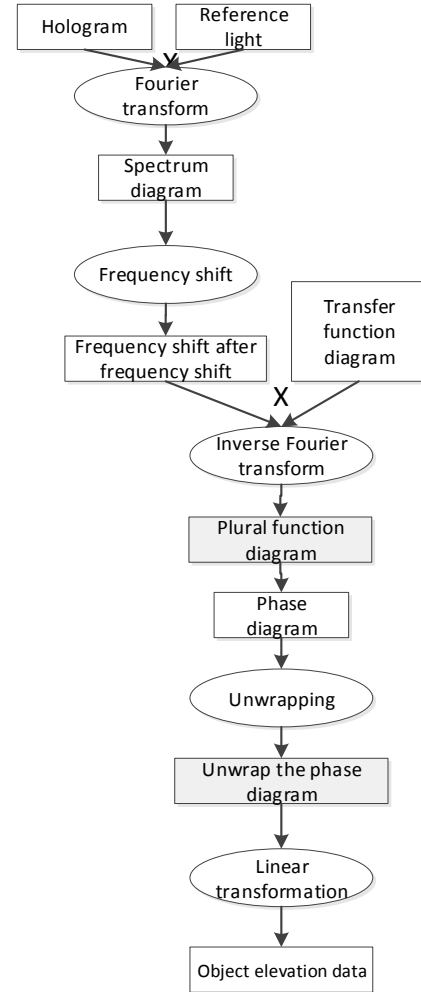 Hologram
Reference
light
X
Fourier
transform
Spectrum
diagram
Frequency shift
Transfer
function
diagram
Frequency shift after
frequency shift
X
Inverse Fourier
transform
Plural function
diagram
Phase
diagram
Unwrapping
Unwrap the phase
diagram
Linear
transformation
Object elevation data